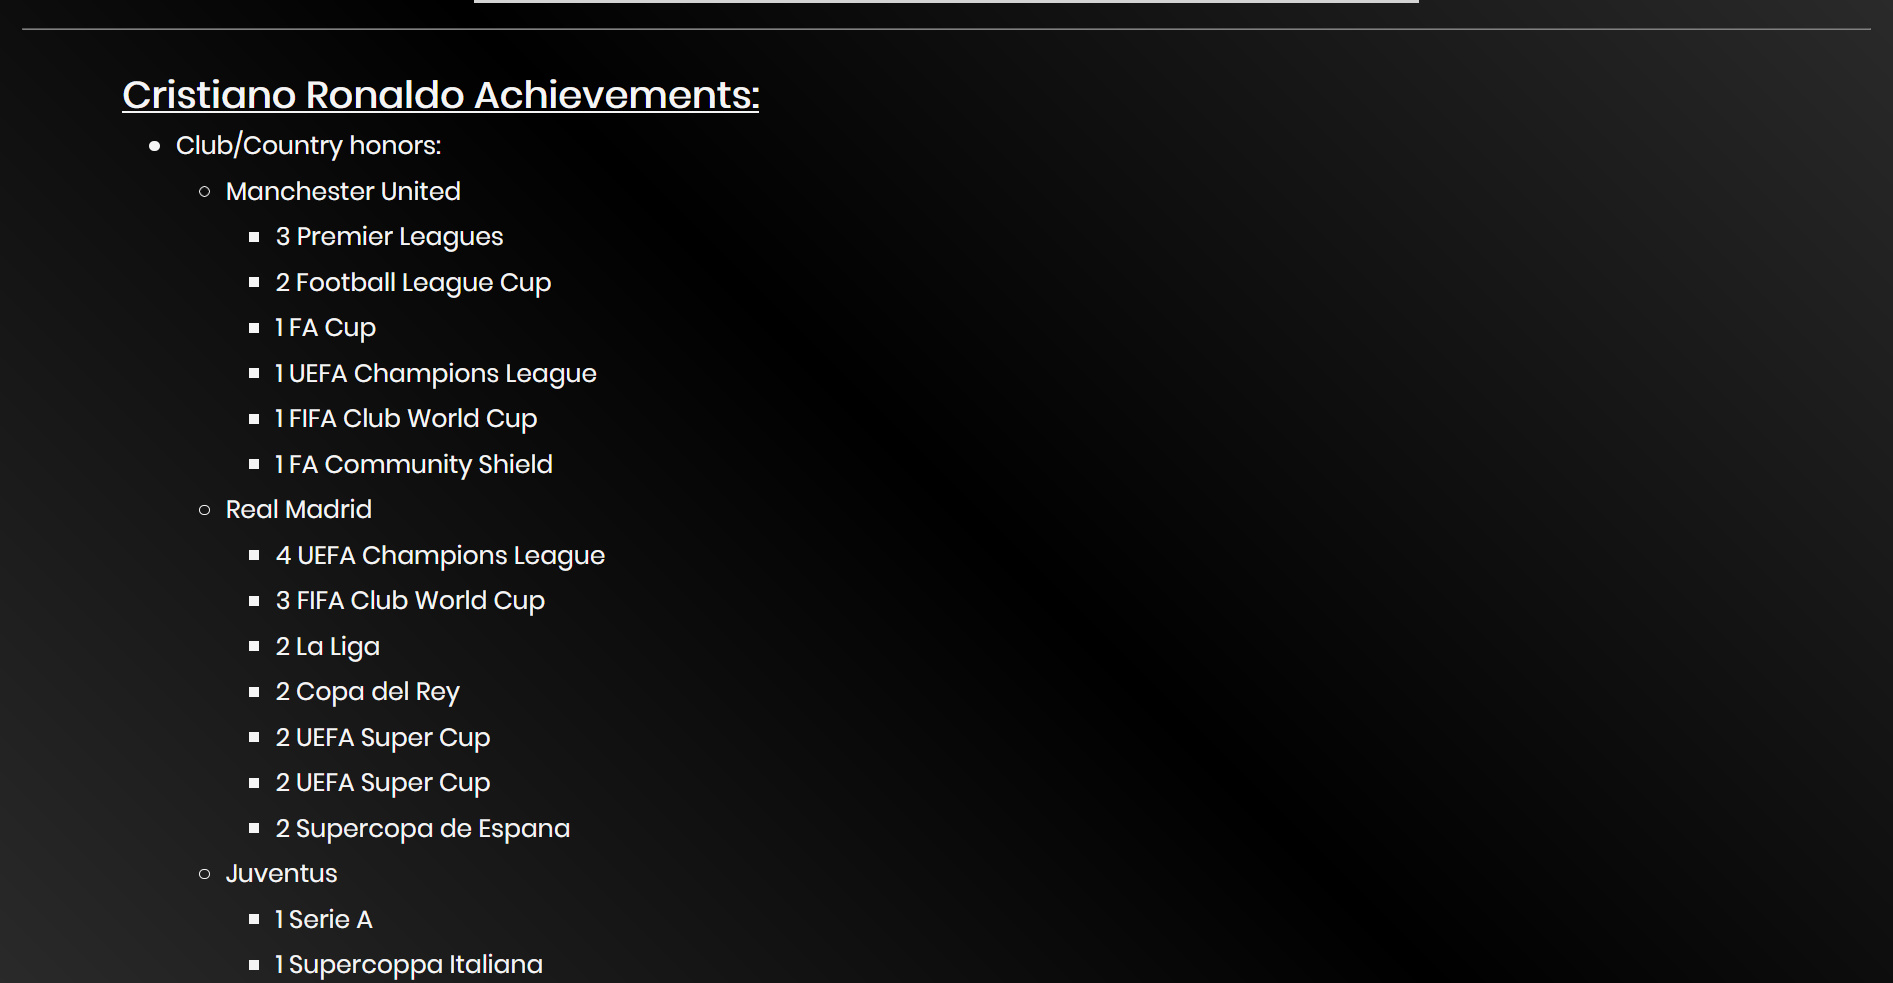 Cristiano Ronaldo Achievements:
Club/Country honors:
Manchester United
3 Premier Leagues
2 Football League Cup
1 FA Cup
1 UEFA Champions League
1 FIFA Club World Cup
1 FA Community Shield
Real Madrid
4 UEFA Champions League
3 FIFA Club World Cup
2 La Liga
2 Copa del Rey
2 UEFA Super Cup
2 UEFA Super Cup
2 Supercopa de Espana
Juventus
1 Serie A
1 Supercoppa Italiana